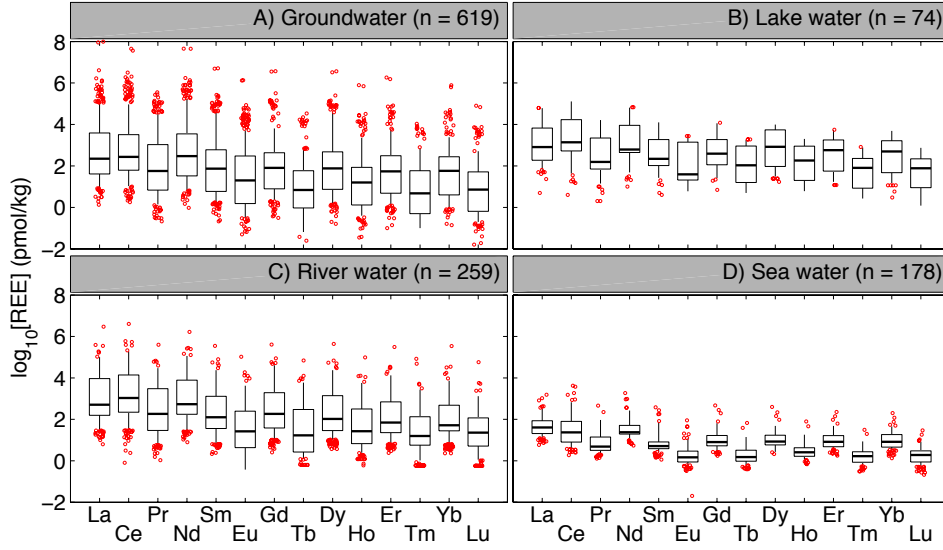 A) Groundwater (n = 619)
B) Lake water (n = 74)
8
6
4
2
0
−2
C) River water (n = 259)
D) Sea water (n = 178)
8
6
4
2
0
−2
log10[REE] (pmol/kg)
La Pr Sm Gd Dy Er Yb
Ce Nd Eu Tb Ho Tm Lu
La Pr Sm Gd Dy Er Yb
Ce Nd Eu Tb Ho Tm Lu